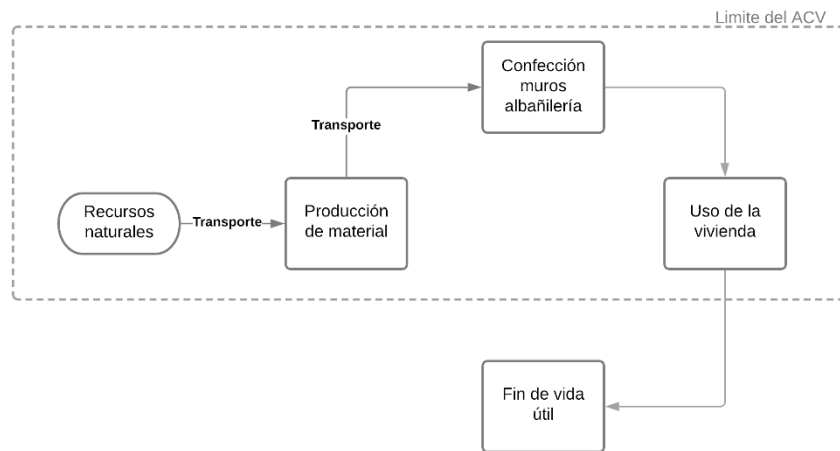 Limite del ACV
Confección
muros
albañilería
Transporte
Recursos
naturales
Transporte
Producción
de material
Uso de la
vivienda
Fin de vida
útil